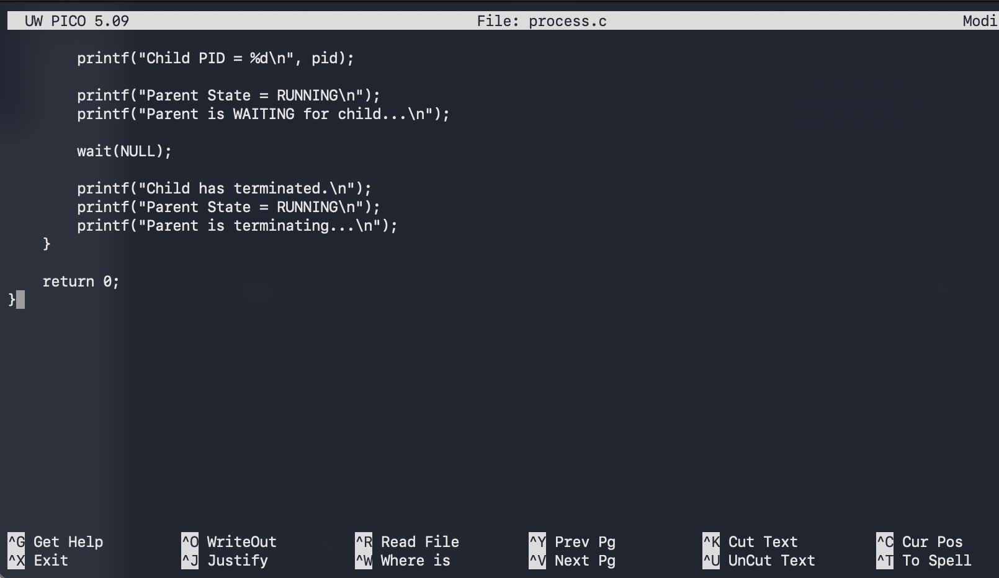 UW PICO 5.09 File: process.c Modi
printf("Child PID = %d\n", pid);
printf("Parent State = RUNNING\n");
printf("Parent is WAITING for child...\n");
wait(NULL);
printf("Child has terminated.\n");
printf("Parent State = RUNNING\n");
printf("Parent is terminating...\n");
}
return 0;
}
^G Get Help ^O WriteOut ^R Read File ^Y Prev Pg ^K Cut Text ^C Cur Pos
^X Exit ^J Justify ^W Where is ^V Next Pg ^U UnCut Text ^T To Spell